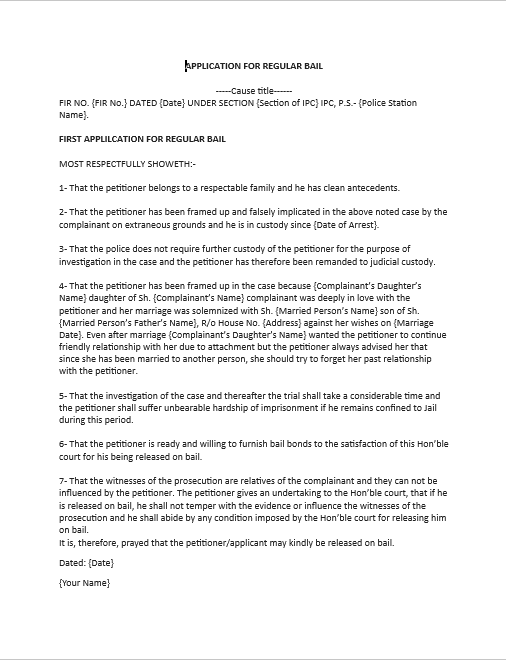 APPLICATION FOR REGULAR BAIL
-----Cause title------
FIR NO. {FIR No.} DATED {Date} UNDER SECTION {Section of IPC} IPC, P.S.- {Police Station
Name}.
FIRST APPLILCATION FOR REGULAR BAIL
MOST RESPECTFULLY SHOWETH:-
1- That the petitioner belongs to a respectable family and he has clean antecedents.
2- That the petitioner has been framed up and falsely implicated in the above noted case by the
complainant on extraneous grounds and he is in custody since {Date of Arrest}.
3- That the police does not require further custody of the petitioner for the purpose of
investigation in the case and the petitioner has therefore been remanded to judicial custody.
4- That the petitioner has been framed up in the case because {Complainant's Daughter's
Name} daughter of Sh. {Complainant's Name} complainant was deeply in love with the
petitioner and her marriage was solemnized with Sh. {Married Person's Name} son of Sh.
{Married Person's Father's Name}, R/o House No. {Address} against her wishes on {Marriage
Date}. Even after marriage {Complainant's Daughter's Name} wanted the petitioner to continue
friendly relationship with her due to attachment but the petitioner always advised her that
since she has been married to another person, she should try to forget her past relationship
with the petitioner.
5- That the investigation of the case and thereafter the trial shall take a considerable time and
the petitioner shall suffer unbearable hardship of imprisonment if he remains confined to Jail
during this period.
6- That the petitioner is ready and willing to furnish bail bonds to the satisfaction of this Hon'ble
court for his being released on bail.
7- That the witnesses of the prosecution are relatives of the complainant and they can not be
influenced by the petitioner. The petitioner gives an undertaking to the Hon'ble court, that if he
is released on bail, he shall not temper with the evidence or influence the witnesses of the
prosecution and he shall abide by any condition imposed by the Hon'ble court for releasing him
on bail.
It is, therefore, prayed that the petitioner/applicant may kindly be released on bail.
Dated: {Date}
{Your Name}